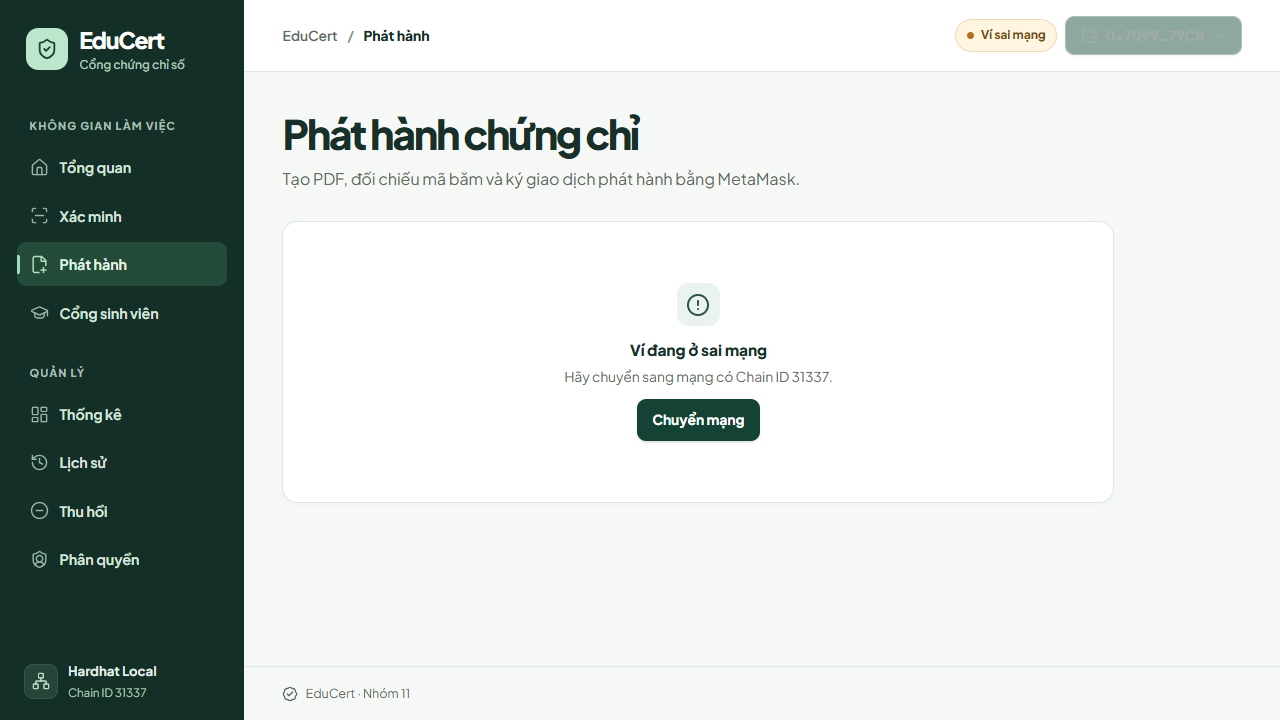 EduCert
Cổng chứng chỉ số
KHÔNG GIAN LÀM VIỆC
Tổng quan
Xác minh
Phát hành
Cổng sinh viên
QUẢN LÝ
Thống kê
Lịch sử
Thu hồi
Phân quyền
Hardhat Local
Chain ID 31337
EduCert / Phát hành
Ví sai mạng
0x7099...79C8
Phát hành chứng chỉ
Tạo PDF, đối chiếu mã băm và ký giao dịch phát hành bằng MetaMask.
Ví đang ở sai mạng
Hãy chuyển sang mạng có Chain ID 31337.
Chuyển mạng
EduCert · Nhóm 11